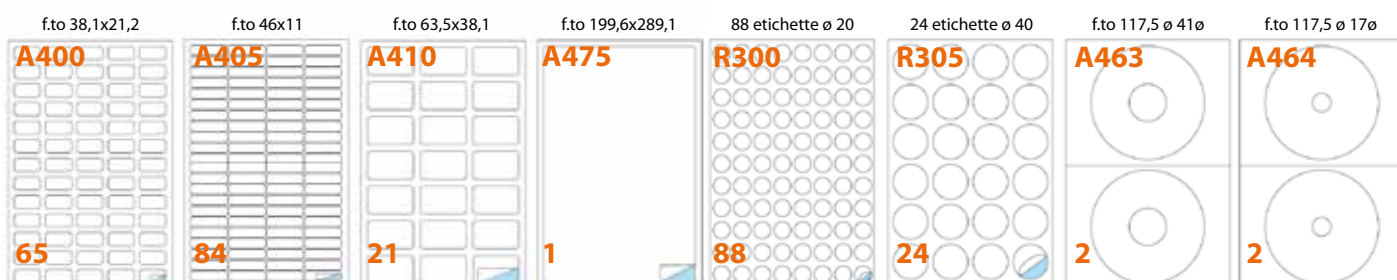 f.to 38,1x21,2
A400
65
f.to 46x11
A405
84
f.to 63,5x38,1
A410
21
f.to 199,6x289,1
A475
1
88 etichette ø 20
R300
88
24 etichette ø 40
R305
24
f.to 117,5 ø 41ø
A463
2
f.to 117,5 ø 17ø
A464
2